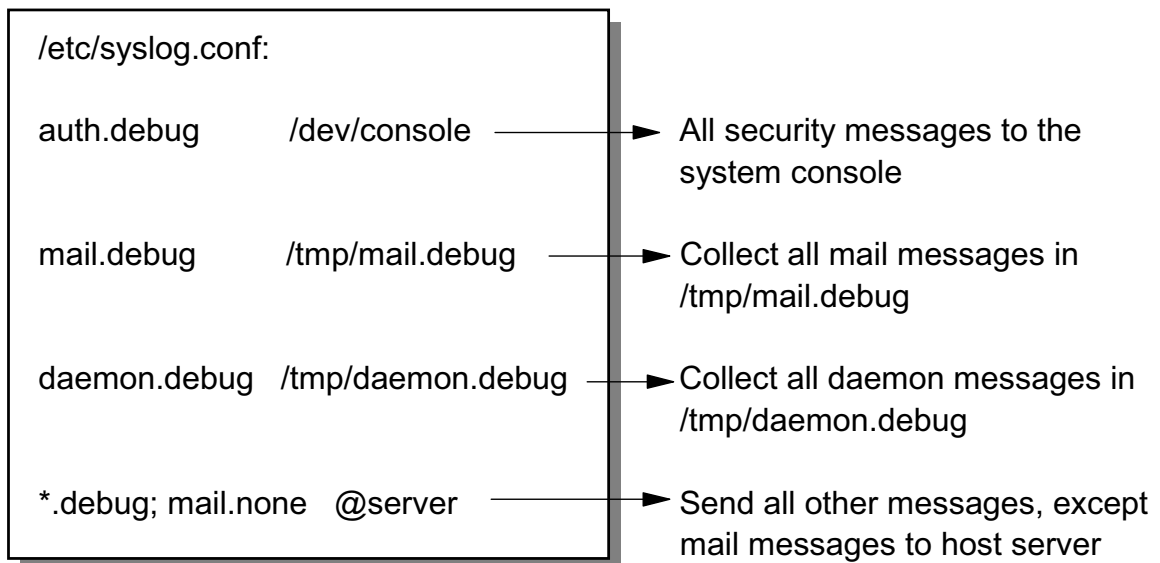 /etc/syslog.conf:
auth.debug /dev/console All security messages to the
system console
mail.debug /tmp/mail.debug Collect all mail messages in
/tmp/mail.debug
daemon.debug /tmp/daemon.debug Collect all daemon messages in
/tmp/daemon.debug
*.debug; mail.none @server Send all other messages, except
mail messages to host server